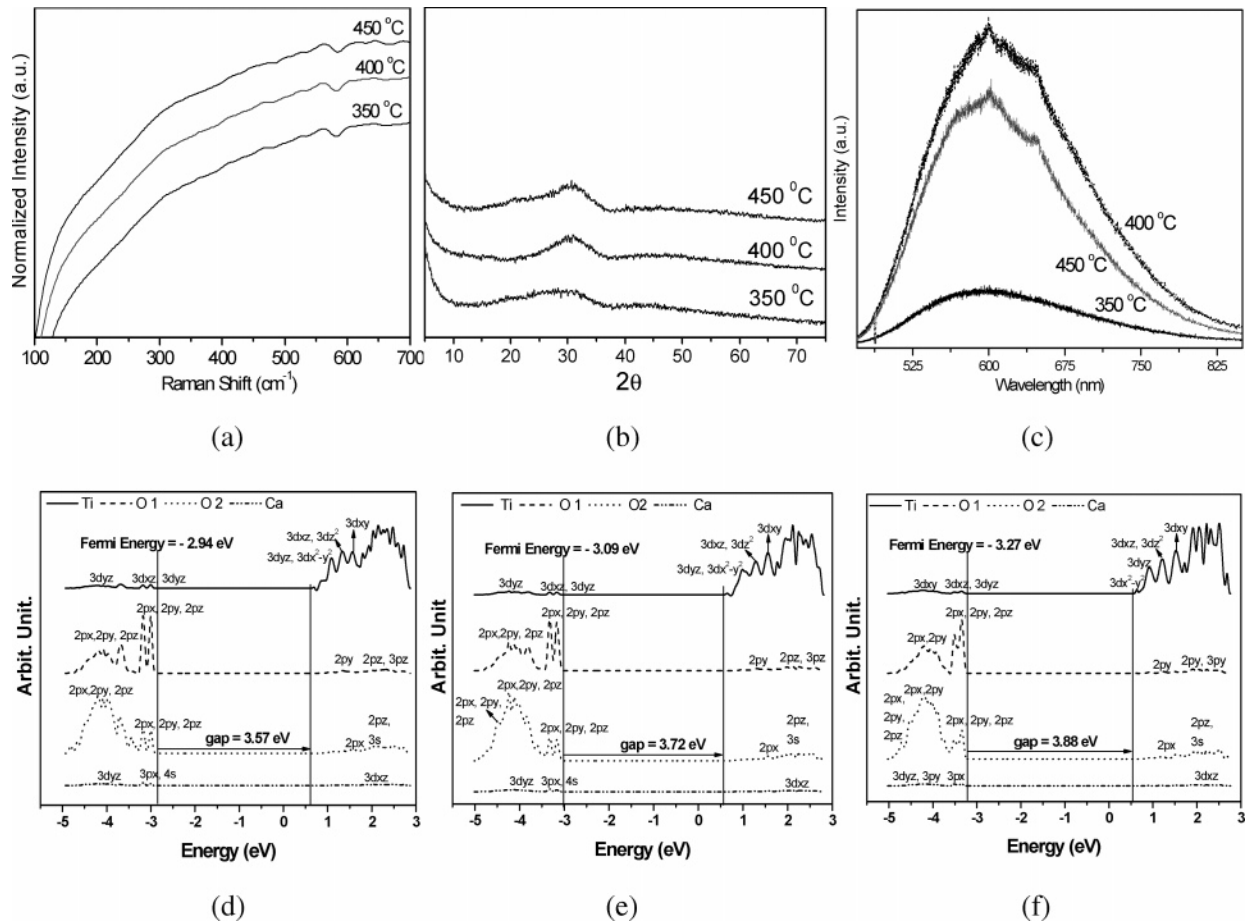 Normalized Intensity (a.u.)
450 °C
400 °C
350 °C
100 200 300 400 500 600 700
Raman Shift (cm-1)
(a)
450 °C
400 °C
350 °C
10 20 30 40 50 60 70
2θ
(b)
Intensity (a.u.)
400 °C
450 °C
350 °C
525 600 675 750 825
Wavelength (nm)
(c)
Ti O 1 O 2 Ca
Fermi Energy = - 2.94 eV
3dxy
3dxz, 3dz2
3dyz, 3dx2-y2
3dyz 3dxz, 3dyz
2px, 2py, 2pz
2px,2py, 2pz
2py 2pz, 3pz
2px,2py, 2pz
2px, 2py, 2pz
gap = 3.57 eV
2pz,
2px 3s
3dyz 3px, 4s 3dxz
Arbit. Unit.
-5 -4 -3 -2 -1 0 1 2 3
Energy (eV)
(d)
Ti O 1 O 2 Ca
Fermi Energy = - 3.09 eV
3dxy
3dxz, 3dz2
3dyz, 3dx2-y2
3dyz 3dxz, 3dyz
2px, 2py, 2pz
2px,2py, 2pz
2py 2pz, 3pz
2px,2py, 2pz
2px, 2py,
2pz
2px, 2py, 2pz
gap = 3.72 eV
2pz,
3s
2px
3dyz 3px, 4s 3dxz
Arbit. Unit
-5 -4 -3 -2 -1 0 1 2 3
Energy (eV)
(e)
Ti O 1 O 2 Ca
Fermi Energy = - 3.27 eV
3dxy
3dxz, 3dz2
3dyz
3dx2-y2
3dxy 3dxz, 3dyz
2px, 2py, 2pz
2px, 2py
2py 2py, 3py
2px, 2py
2px,
2py,
2pz
2px, 2py, 2pz
gap = 3.88 eV
2pz,
3s
2px
3dyz, 3py 3px 3dxz
Arbit. Unit.
-5 -4 -3 -2 -1 0 1 2 3
Energy (eV)
(f)